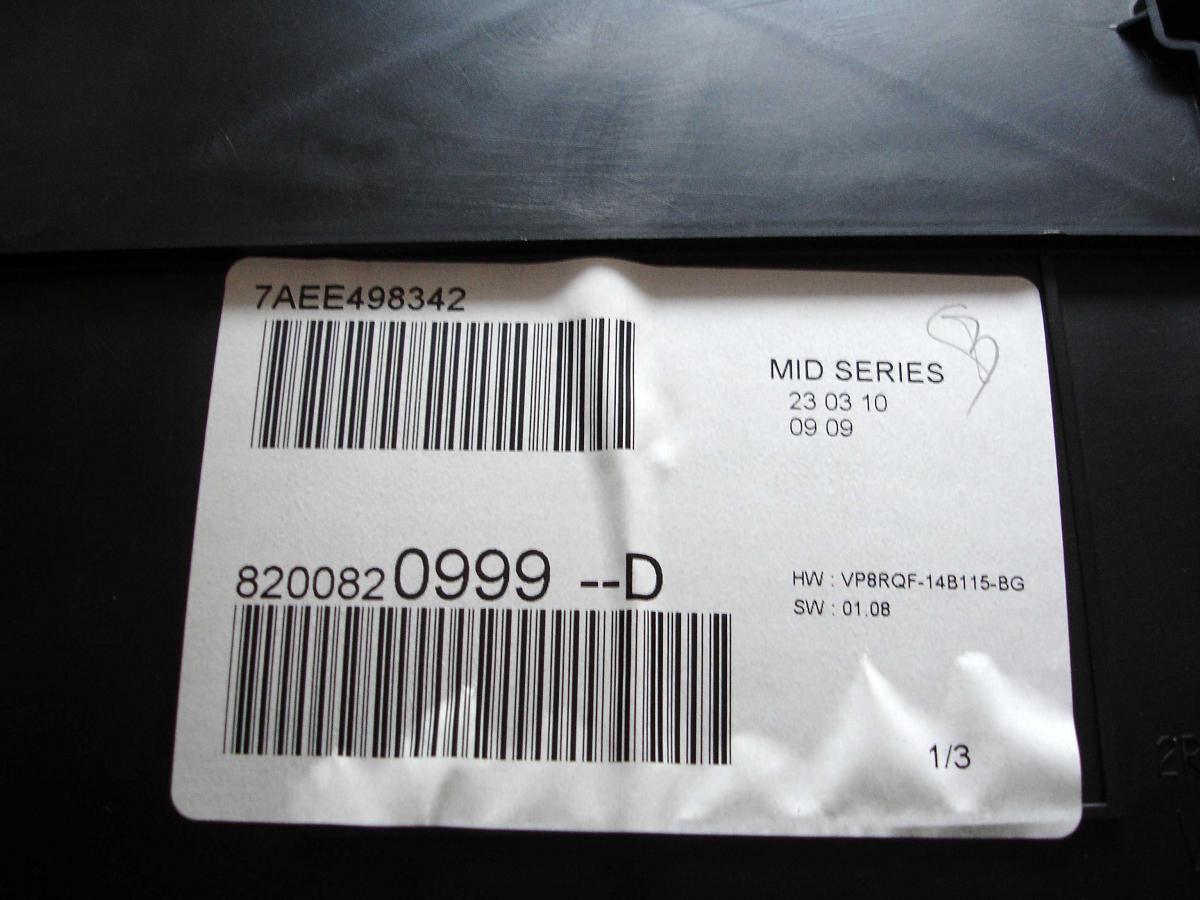 7AEE498342
MID SERIES
23 03 10
09 09
8200820999 --D
HW : VP8RQF-14B115-BG
SW : 01.08
1/3